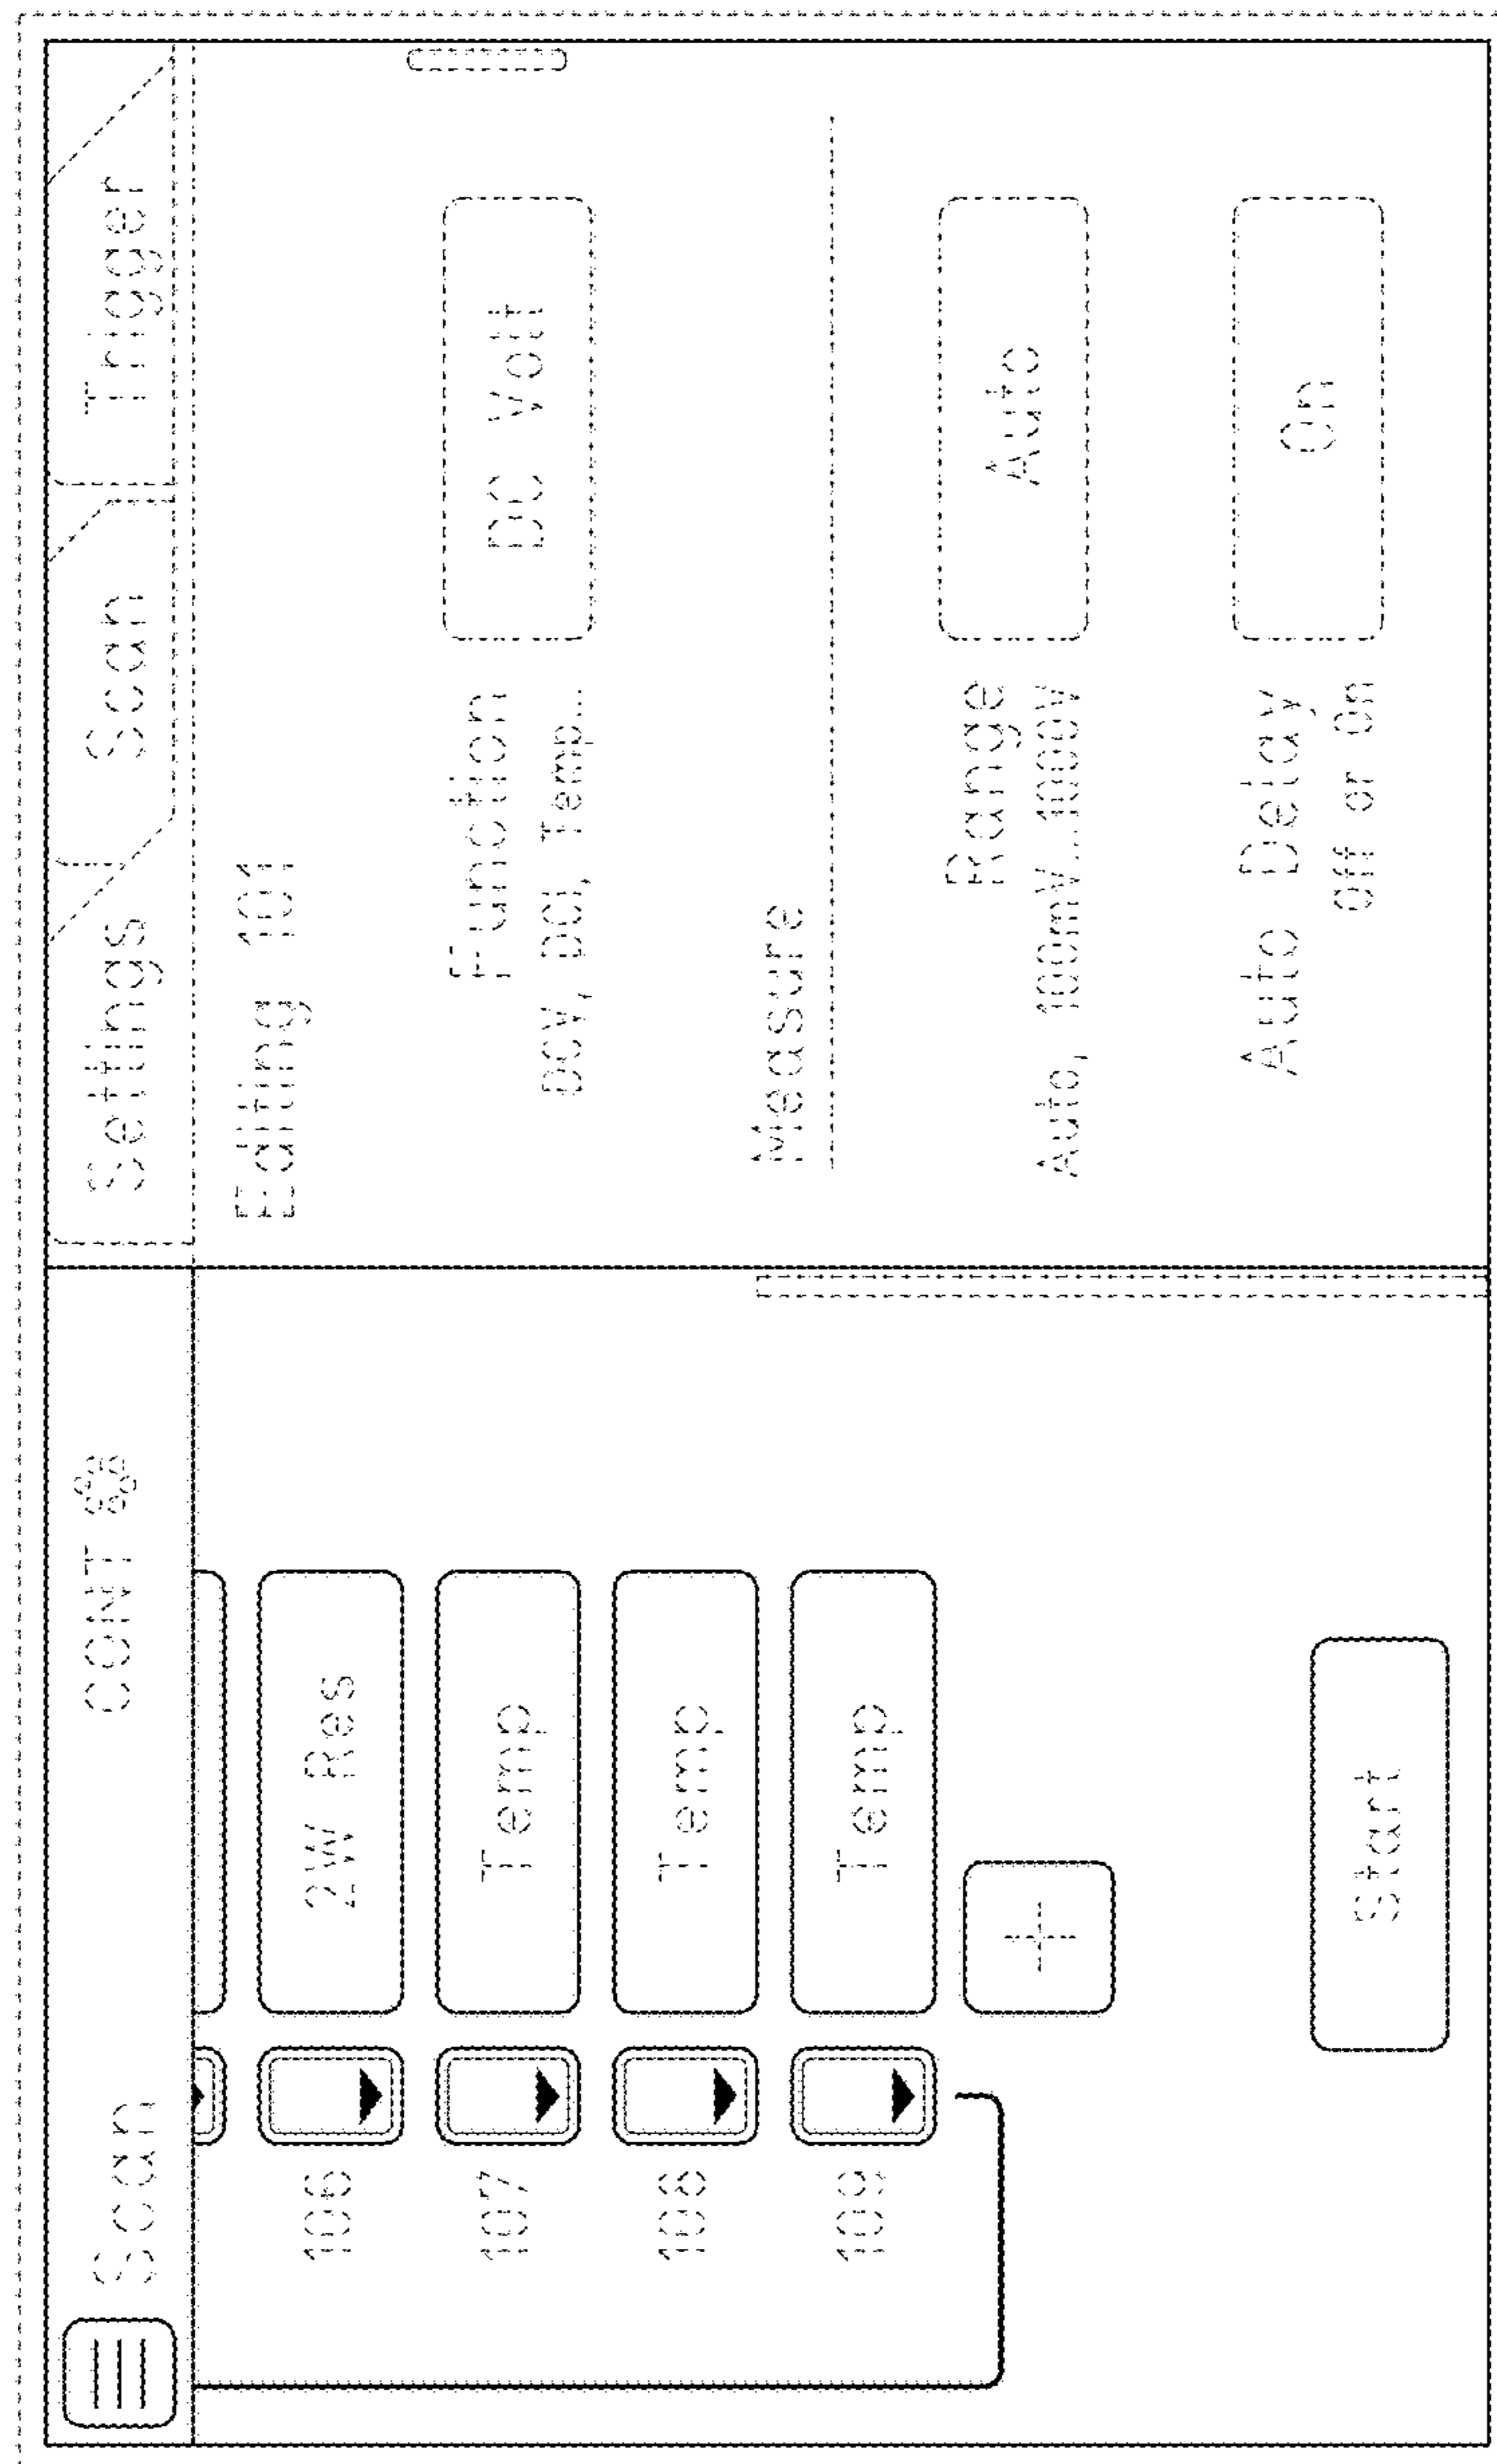 Scan
CONT
106
2W Res
107
Temp
108
Temp
109
Temp
+
Start
Settings
Scan
Trigger
Editing 101
Function
DCV, DCI, Temp...
DC Volt
Measure
Range
Auto, 100mV...1000V
Auto
Auto Delay
Off or On
On